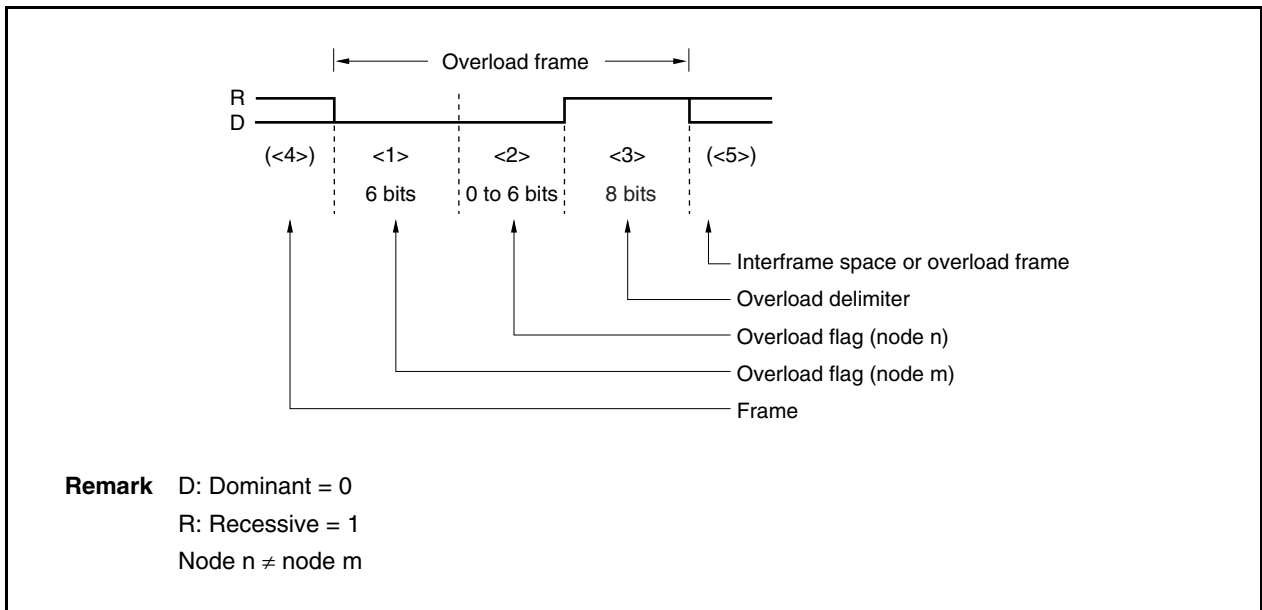 Overload frame
R
D
(<4>) <1> <2> <3> (<5>)
6 bits 0 to 6 bits 8 bits
Interframe space or overload frame
Overload delimiter
Overload flag (node n)
Overload flag (node m)
Frame
Remark D: Dominant = 0
R: Recessive = 1
Node n ≠ node m